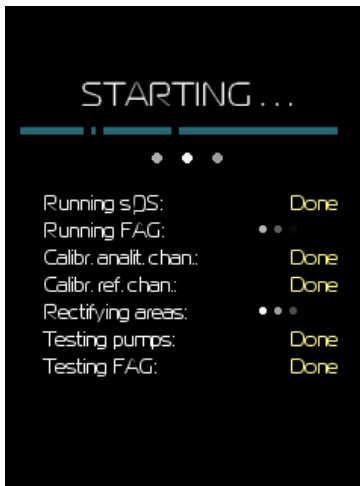 STARTING...
Running sDS: Done
Running FAG:
Calibr. analit. chan.: Done
Calibr. ref. chan.: Done
Rectifying areas:
Testing pumps: Done
Testing FAG: Done